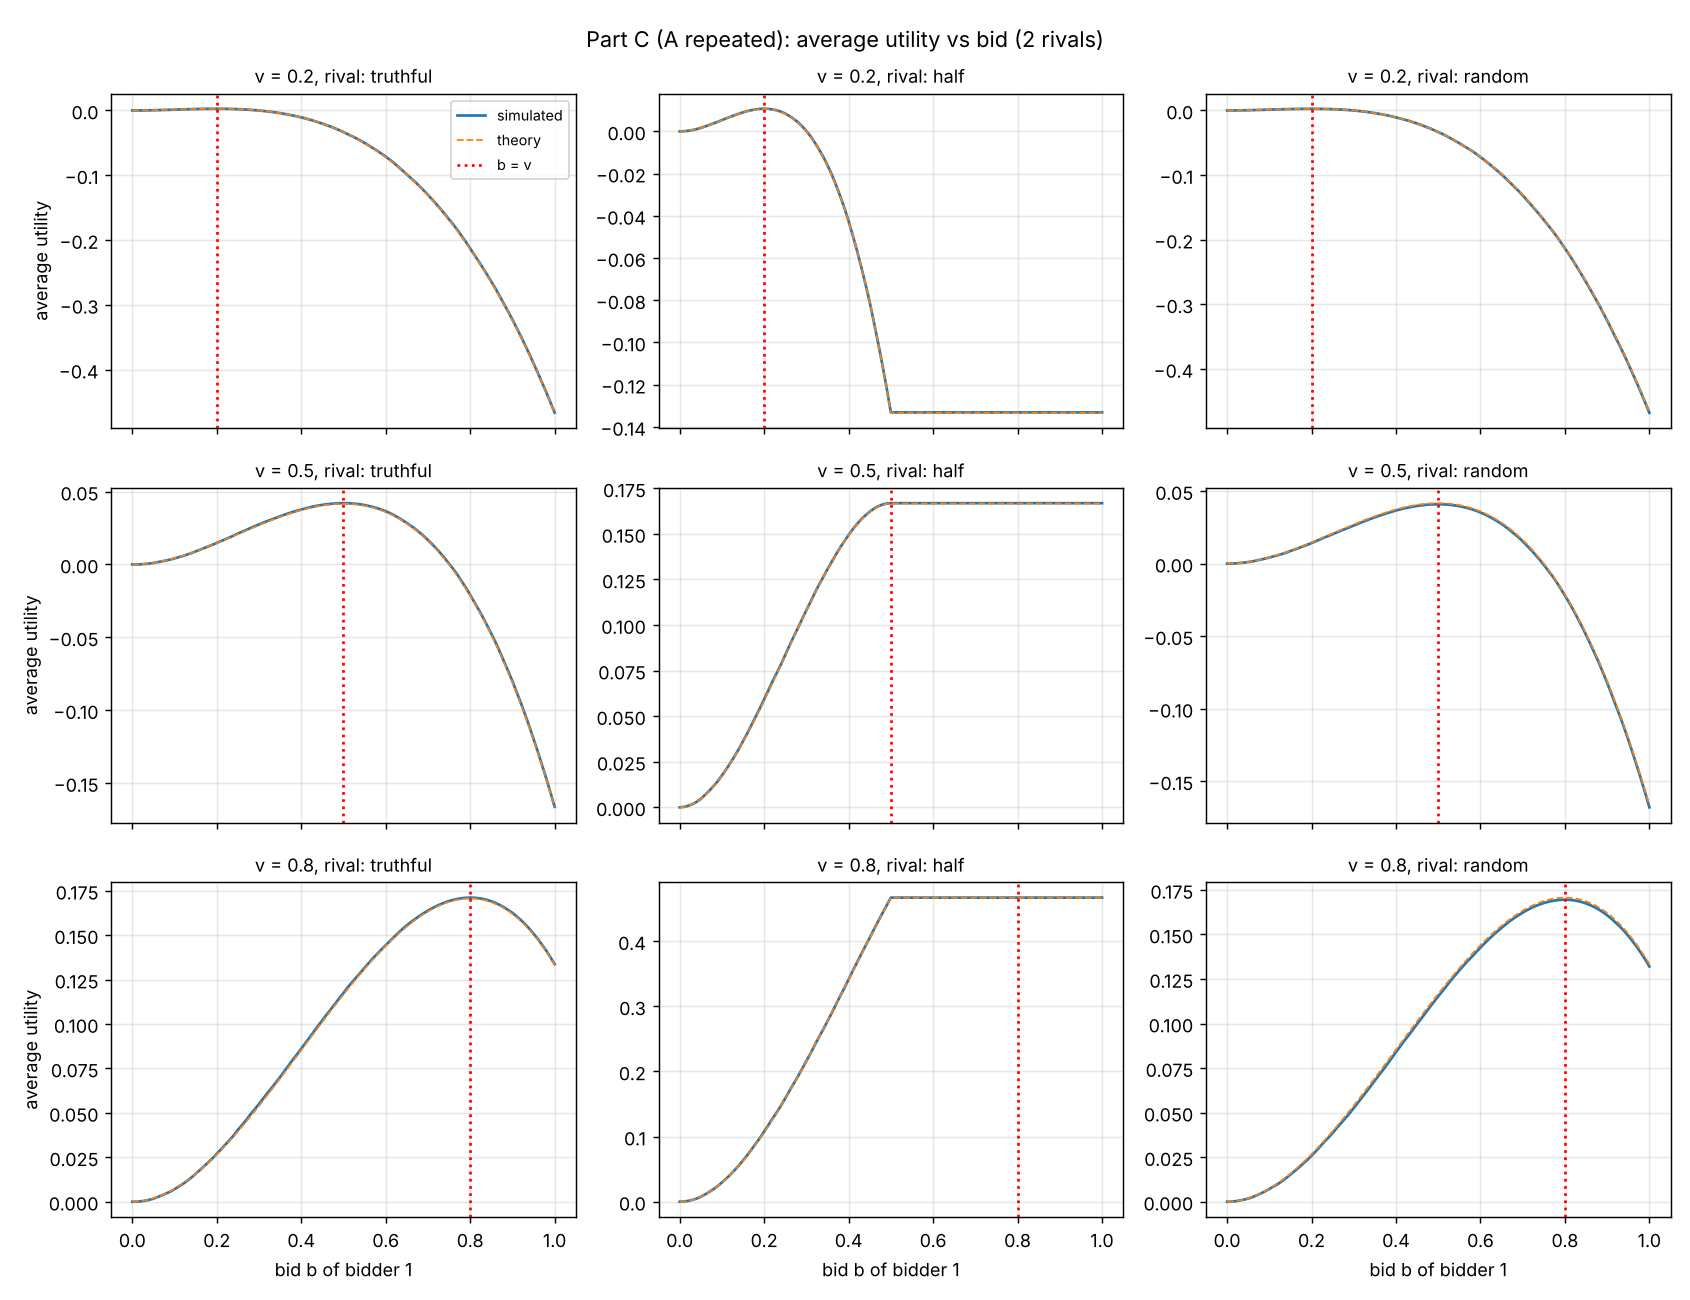 Part C (A repeated): average utility vs bid (2 rivals)
v = 0.2, rival: truthful
0.0
−0.1
−0.2
−0.3
−0.4
average utility
simulated
theory
b = v
v = 0.2, rival: half
0.00
−0.02
−0.04
−0.06
−0.08
−0.10
−0.12
−0.14
v = 0.2, rival: random
0.0
−0.1
−0.2
−0.3
−0.4
v = 0.5, rival: truthful
0.05
0.00
−0.05
−0.10
−0.15
average utility
v = 0.5, rival: half
0.175
0.150
0.125
0.100
0.075
0.050
0.025
0.000
v = 0.5, rival: random
0.05
0.00
−0.05
−0.10
−0.15
v = 0.8, rival: truthful
0.175
0.150
0.125
0.100
0.075
0.050
0.025
0.000
average utility
0.0 0.2 0.4 0.6 0.8 1.0
bid b of bidder 1
v = 0.8, rival: half
0.4
0.3
0.2
0.1
0.0
0.0 0.2 0.4 0.6 0.8 1.0
bid b of bidder 1
v = 0.8, rival: random
0.175
0.150
0.125
0.100
0.075
0.050
0.025
0.000
0.0 0.2 0.4 0.6 0.8 1.0
bid b of bidder 1